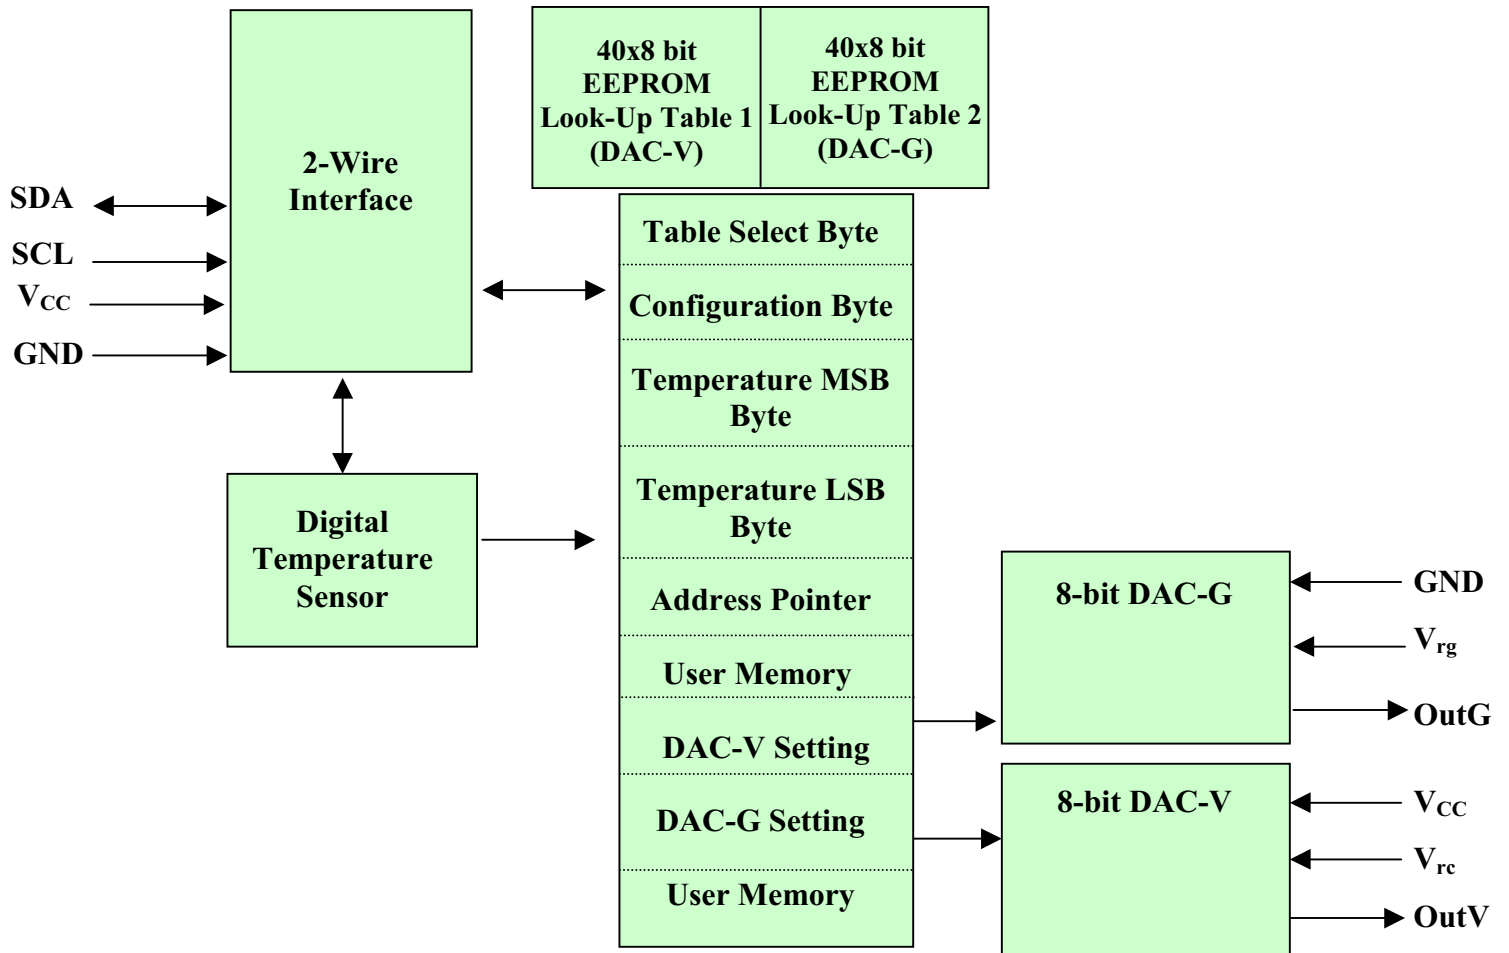 SDA
SCL
VCC
GND
2-Wire
Interface
Digital
Temperature
Sensor
40x8 bit
EEPROM
Look-Up Table 1
(DAC-V)
40x8 bit
EEPROM
Look-Up Table 2
(DAC-G)
Table Select Byte
Configuration Byte
Temperature MSB
Byte
Temperature LSB
Byte
Address Pointer
User Memory
DAC-V Setting
DAC-G Setting
User Memory
8-bit DAC-G
GND
Vrg
OutG
8-bit DAC-V
VCC
Vrc
OutV